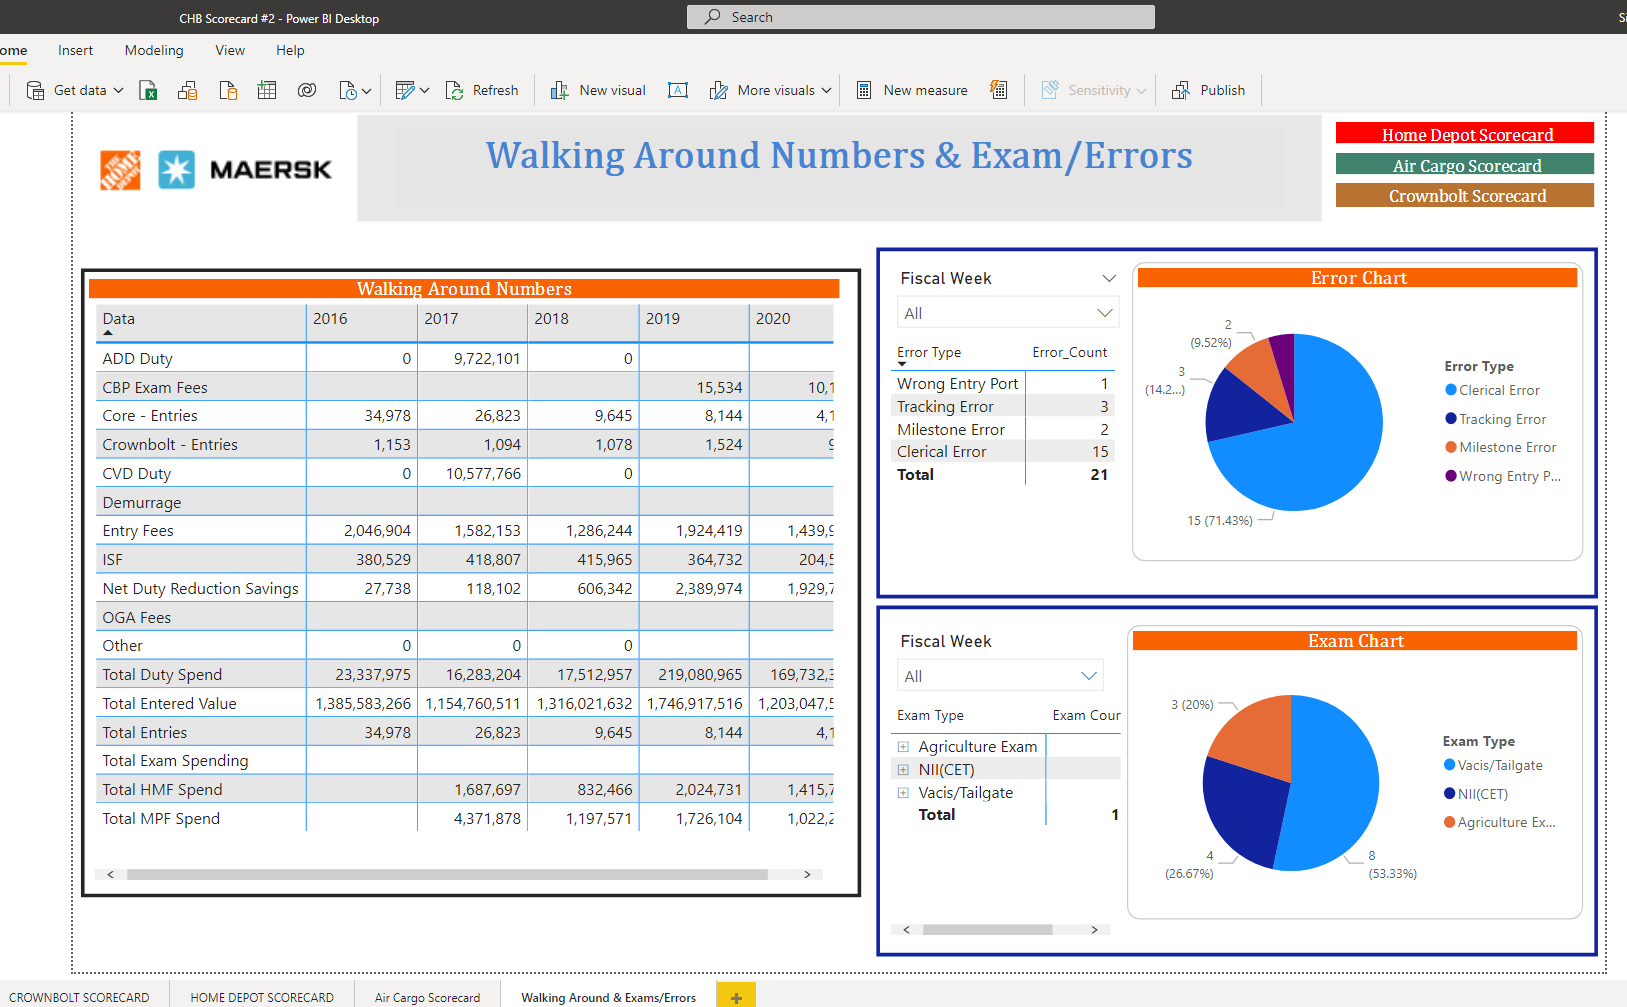 CHB Scorecard #2 - Power BI Desktop
Search
ome
Insert
Modeling
View
Help
Get data
Refresh
New visual
A
More visuals
New measure
Sensitivity
Publish
THE HOME DEPOT
MAERSK
Walking Around Numbers & Exam/Errors
Home Depot Scorecard
Air Cargo Scorecard
Crownbolt Scorecard
Walking Around Numbers
Data 2016 2017 2018 2019 2020
ADD Duty 0 9,722,101 0
CBP Exam Fees 15,534 10,1
Core - Entries 34,978 26,823 9,645 8,144 4,1
Crownbolt - Entries 1,153 1,094 1,078 1,524
CVD Duty 0 10,577,766 0
Demurrage
Entry Fees 2,046,904 1,582,153 1,286,244 1,924,419 1,439,9
ISF 380,529 418,807 415,965 364,732 204,5
Net Duty Reduction Savings 27,738 118,102 606,342 2,389,974 1,929,7
OGA Fees
Other 0 0 0
Total Duty Spend 23,337,975 16,283,204 17,512,957 219,080,965 169,732,3
Total Entered Value 1,385,583,266 1,154,760,511 1,316,021,632 1,746,917,516 1,203,047,5
Total Entries 34,978 26,823 9,645 8,144 4,1
Total Exam Spending
Total HMF Spend 1,687,697 832,466 2,024,731 1,415,7
Total MPF Spend 4,371,878 1,197,571 1,726,104 1,022,2
Fiscal Week
All
Error Type Error_Count
Wrong Entry Port 1
Tracking Error 3
Milestone Error 2
Clerical Error 15
Total 21
Error Chart
2
(9.52%)
3
(14.2...)
15 (71.43%)
Error Type
Clerical Error
Tracking Error
Milestone Error
Wrong Entry P...
Fiscal Week
All
Exam Type Exam Cour
Agriculture Exam
NII(CET)
Vacis/Tailgate
Total 1
Exam Chart
3 (20%)
4
(26.67%)
8
(53.33%)
Exam Type
Vacis/Tailgate
NII(CET)
Agriculture Ex...
CROWNBOLT SCORECARD
HOME DEPOT SCORECARD
Air Cargo Scorecard
Walking Around & Exams/Errors
+